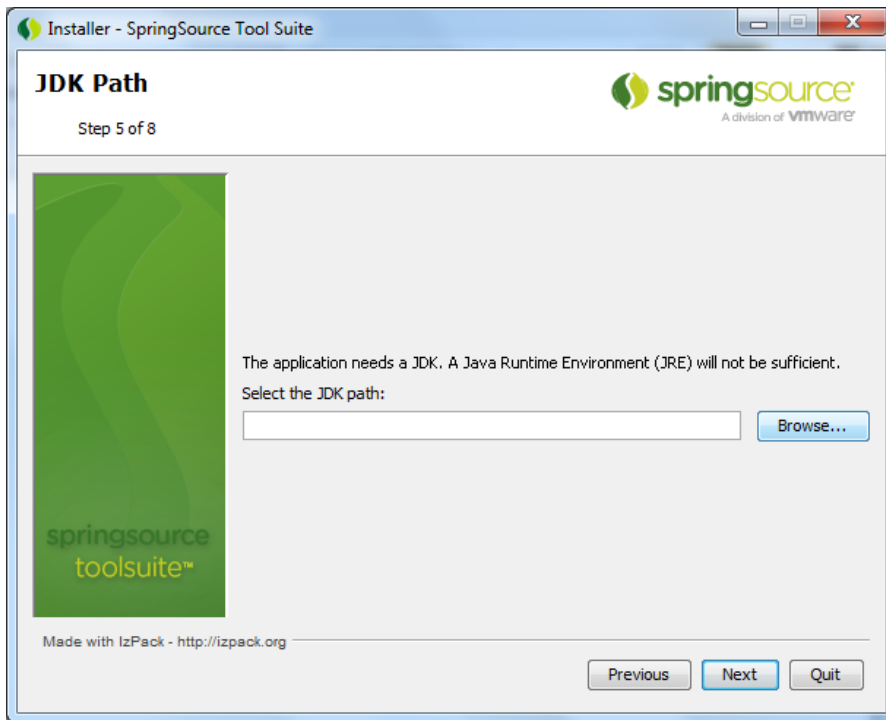 Installer - SpringSource Tool Suite
JDK Path
Step 5 of 8
springsource
A division of vmware
The application needs a JDK. A Java Runtime Environment (JRE) will not be sufficient.
Select the JDK path:
Browse...
springsource
toolsuite™
Made with IzPack - http://izpack.org
Previous Next Quit